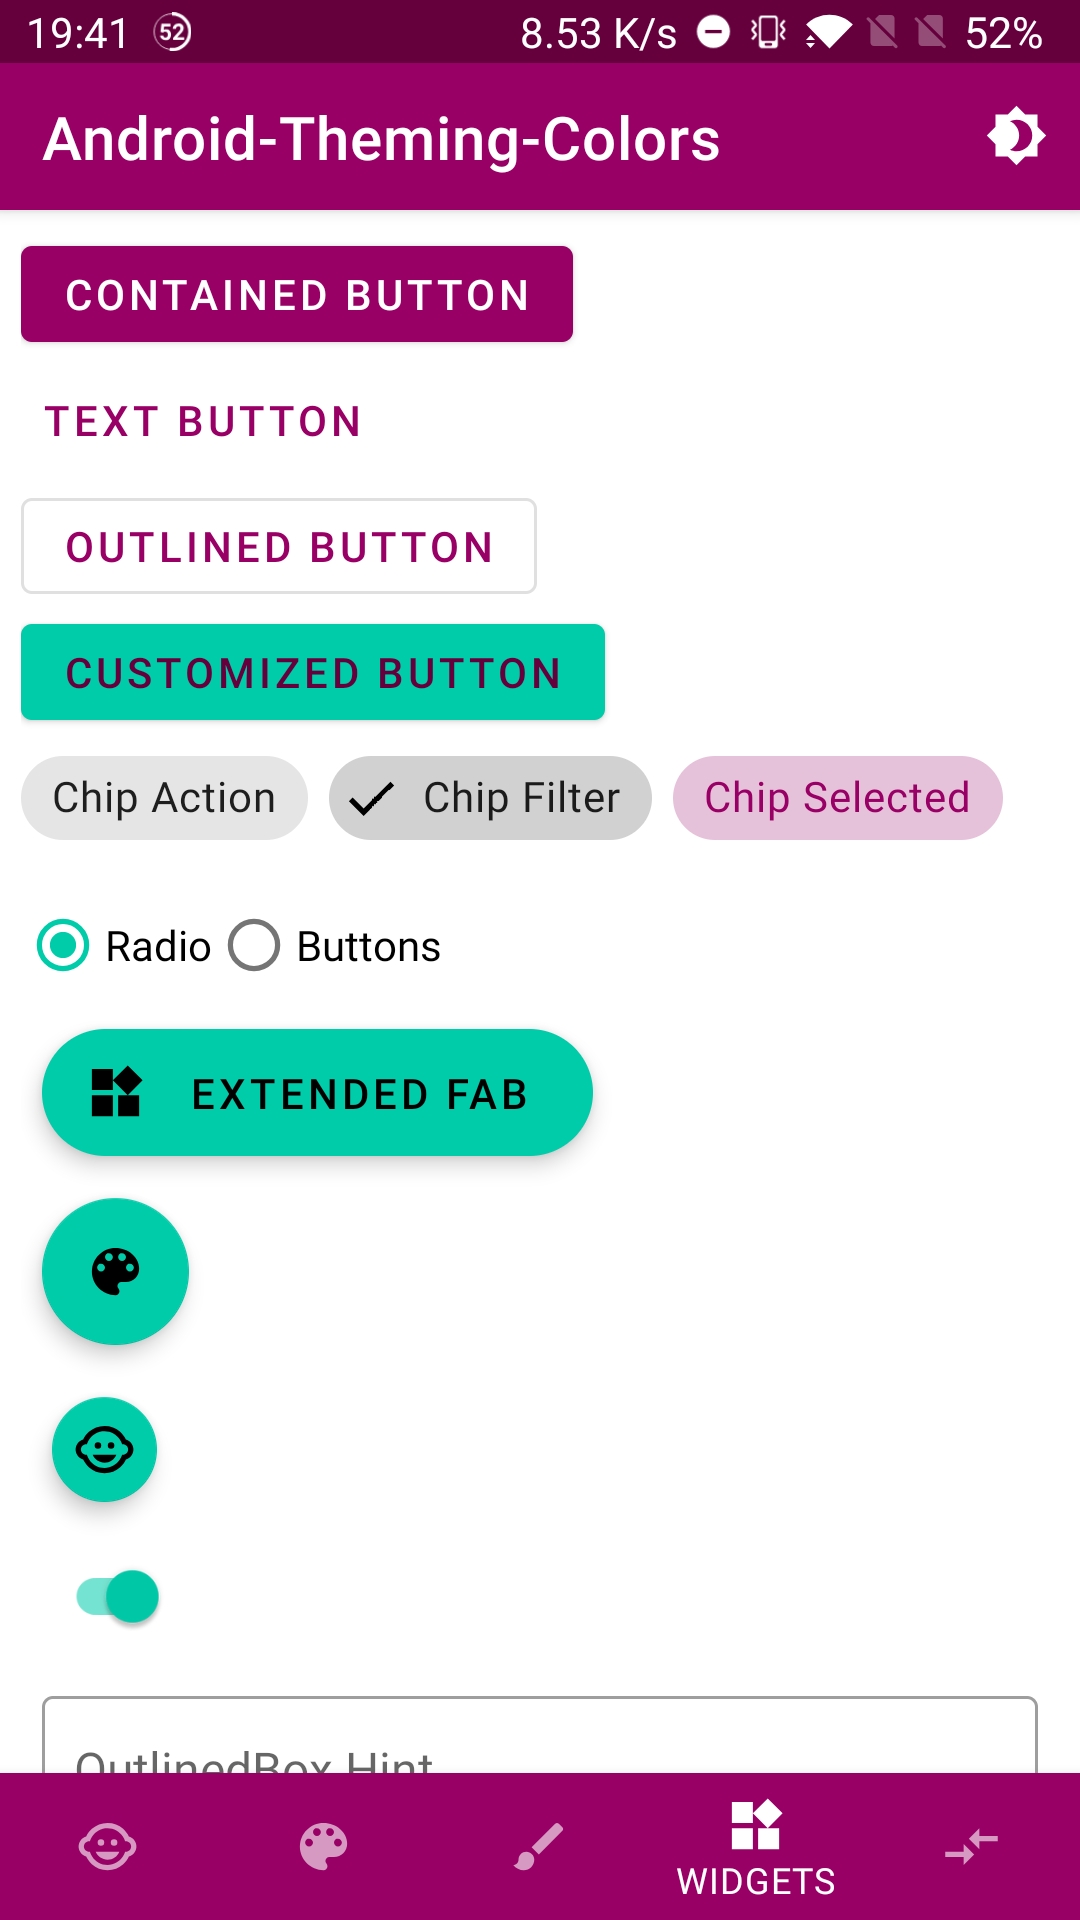 19:41 52 8.53 K/s 52%
Android-Theming-Colors
CONTAINED BUTTON
TEXT BUTTON
OUTLINED BUTTON
CUSTOMIZED BUTTON
Chip Action Chip Filter Chip Selected
Radio Buttons
EXTENDED FAB
OutlinedBox Hint
WIDGETS